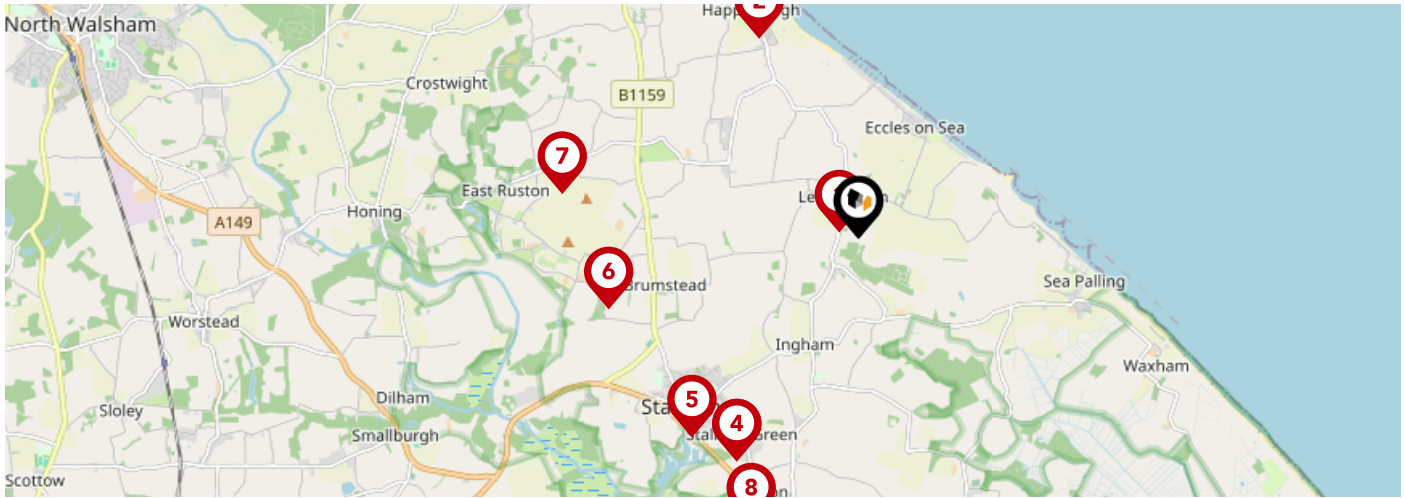 2
North Walsham
Crostwight
B1159
Eccles on Sea
7
East Ruston
Honing
A149
6
Brumstead
Sea Palling
Worstead
Ingham
Waxham
Dilham
5
Sloley
4
Smallburgh
Scottow
8